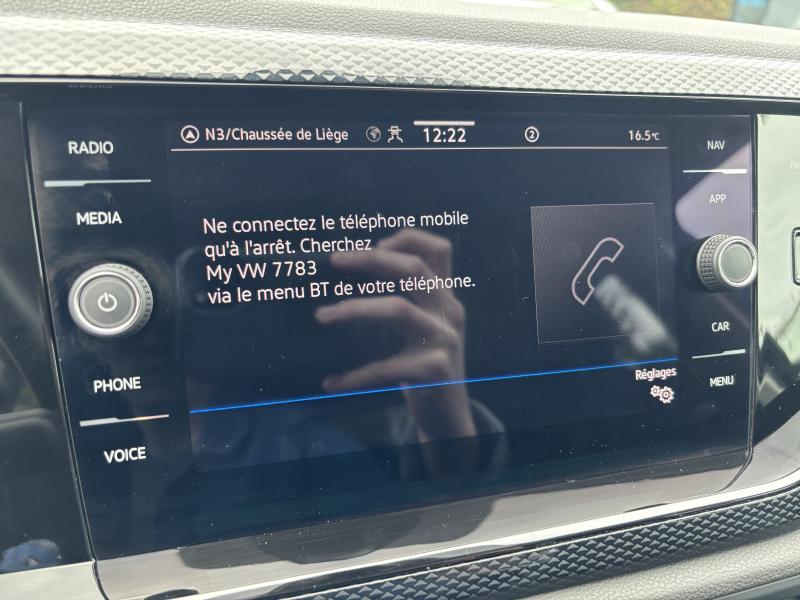 N3/Chaussée de Liège 12:22 2 16.5°C
RADIO
MEDIA
PHONE
VOICE
Ne connectez le téléphone mobile
qu'à l'arrêt. Cherchez
My VW 7783
via le menu BT de votre téléphone.
Réglages
NAV
APP
CAR
MENU